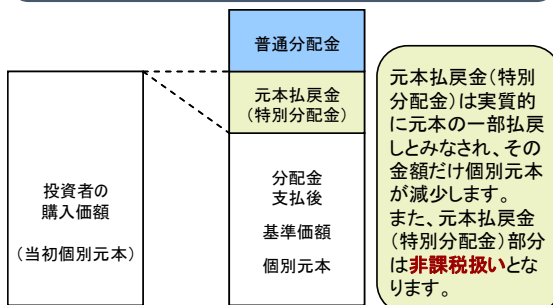 普通分配金
元本払戻金
(特別分配金)
投資者の
購入価額
(当初個別元本)
分配金
支払後
基準価額
個別元本
元本払戻金(特別
分配金)は実質的
に元本の一部払戻
しとみなされ、その
金額だけ個別元本
が減少します。
また、元本払戻金
(特別分配金)部分
は非課税扱いとな
ります。